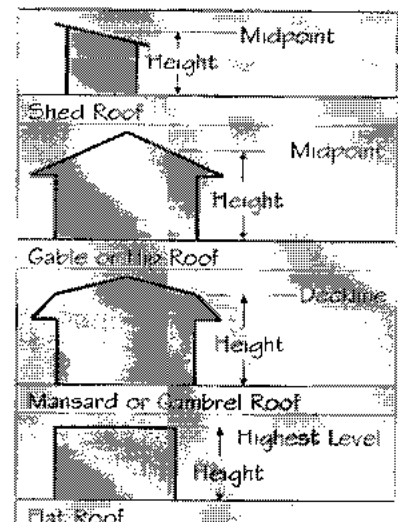 Midpoint
Height
Shed Roof
Midpoint
Height
Gable or Hip Roof
Deckline
Height
Mansard or Gambrel Roof
Highest Level
Height
Flat Roof